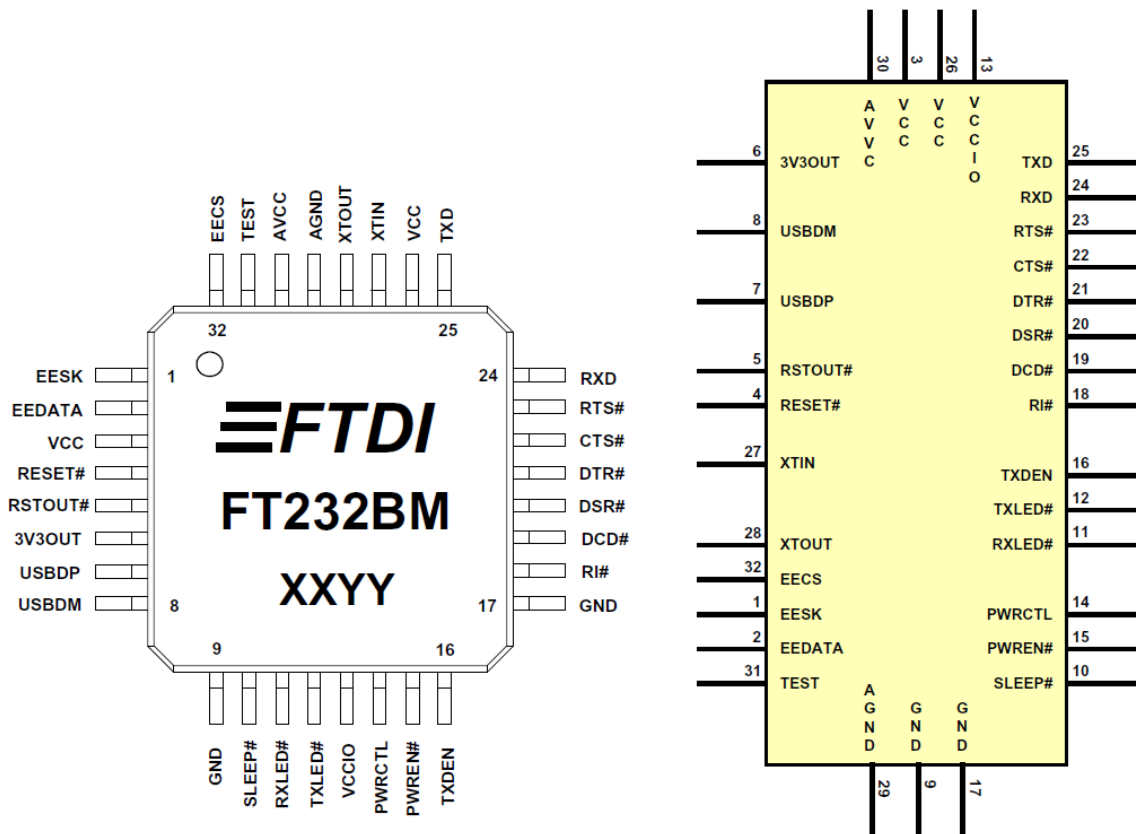 EECS
TEST
AVCC
AGND
XTOUT
XTIN
VCC
TXD
32
25
1
24
EESK
EEDATA
VCC
RESET#
RSTOUT#
3V3OUT
USBDP
USBDM
FTDI
FT232BM
XXYY
RXD
RTS#
CTS#
DTR#
DSR#
DCD#
RI#
GND
8
17
9
16
GND
SLEEP#
RXLED#
TXLED#
VCCIO
PWRCTL
PWREN#
TXDEN
30
3
26
13
AVVC
VCC
VCC
VCCIO
6 3V3OUT
8 USBDM
7 USBDP
5 RSTOUT#
4 RESET#
27 XTIN
28 XTOUT
32 EECS
1 EESK
2 EEDATA
31 TEST
TXD 25
RXD 24
RTS# 23
CTS# 22
DTR# 21
DSR# 20
DCD# 19
RI# 18
TXDEN 16
TXLED# 12
RXLED# 11
PWRCTL 14
PWREN# 15
SLEEP# 10
AGND
GND
GND
29
9
17